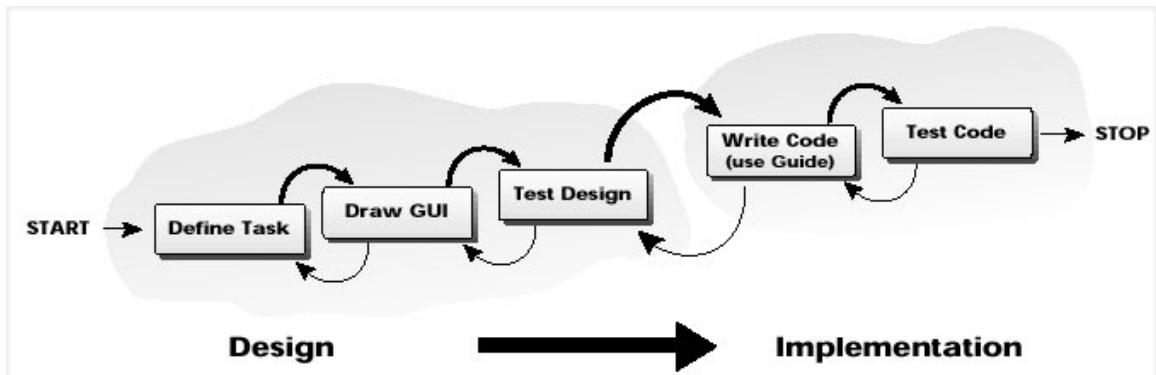 START
Define Task
Draw GUI
Test Design
Write Code
(use Guide)
Test Code
STOP
Design
Implementation